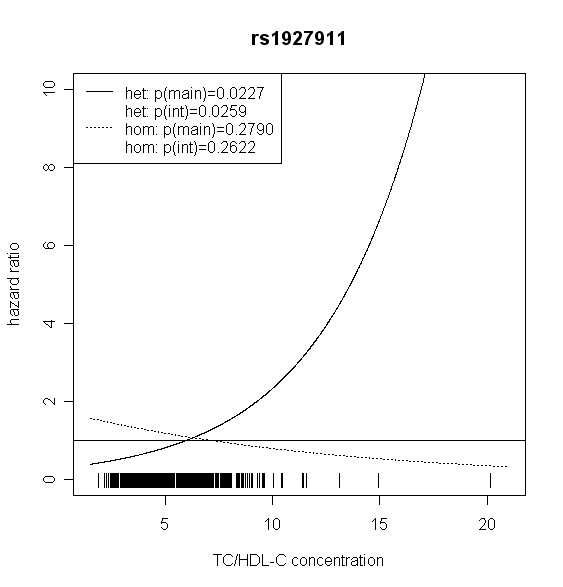 rs1927911
het: p(main)=0.0227
het: p(int)=0.0259
hom: p(main)=0.2790
hom: p(int)=0.2622
hazard ratio
10
8
6
4
2
0
5 10 15 20
TC/HDL-C concentration